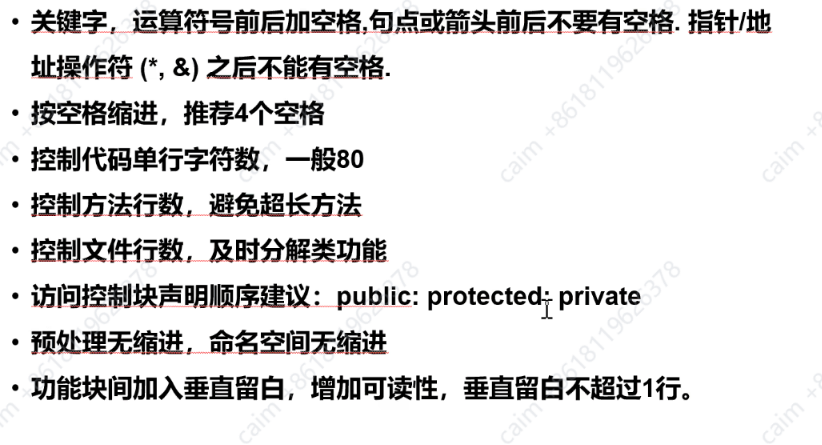 • 关键字，运算符号前后加空格,句点或箭头前后不要有空格. 指针/地
址操作符 (*, &) 之后不能有空格.
• 按空格缩进，推荐4个空格
• 控制代码单行字符数，一般80
• 控制方法行数，避免超长方法
• 控制文件行数，及时分解类功能
• 访问控制块声明顺序建议：public: protected: private
• 预处理无缩进，命名空间无缩进
• 功能块间加入垂直留白，增加可读性，垂直留白不超过1行。